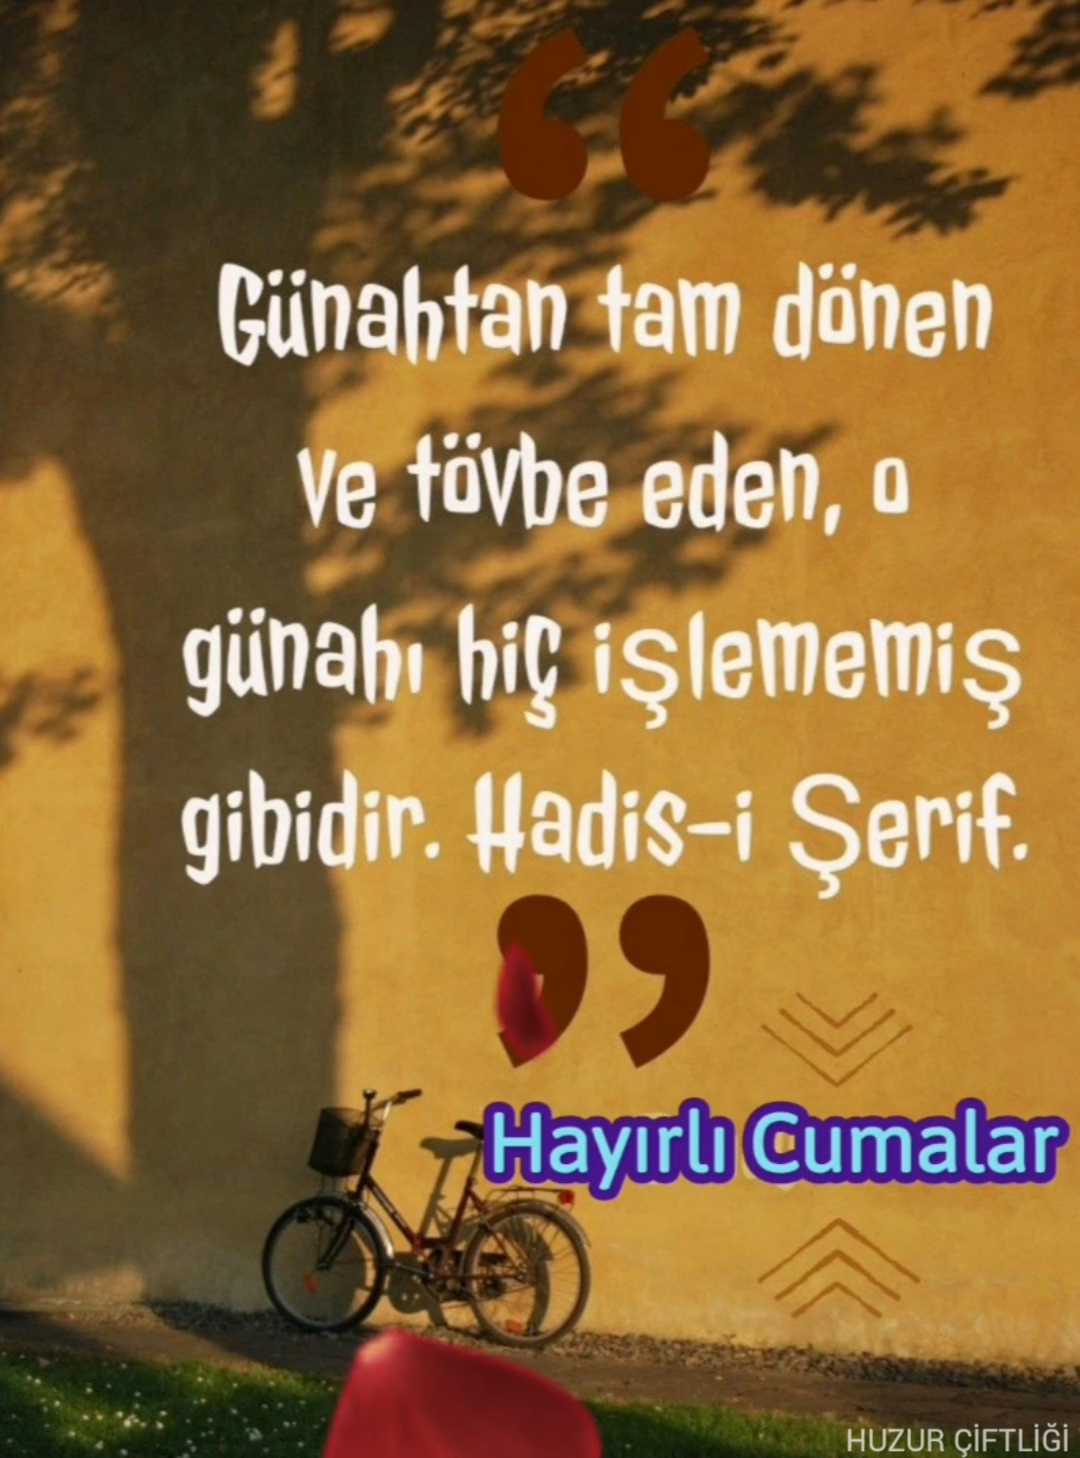 “
Günahtan tam dönen
ve tövbe eden, o
günahı hiç işlememiş
gibidir. Hadis-i Şerif.
”
Hayırlı Cumalar
HUZUR ÇİFTLİĞİ